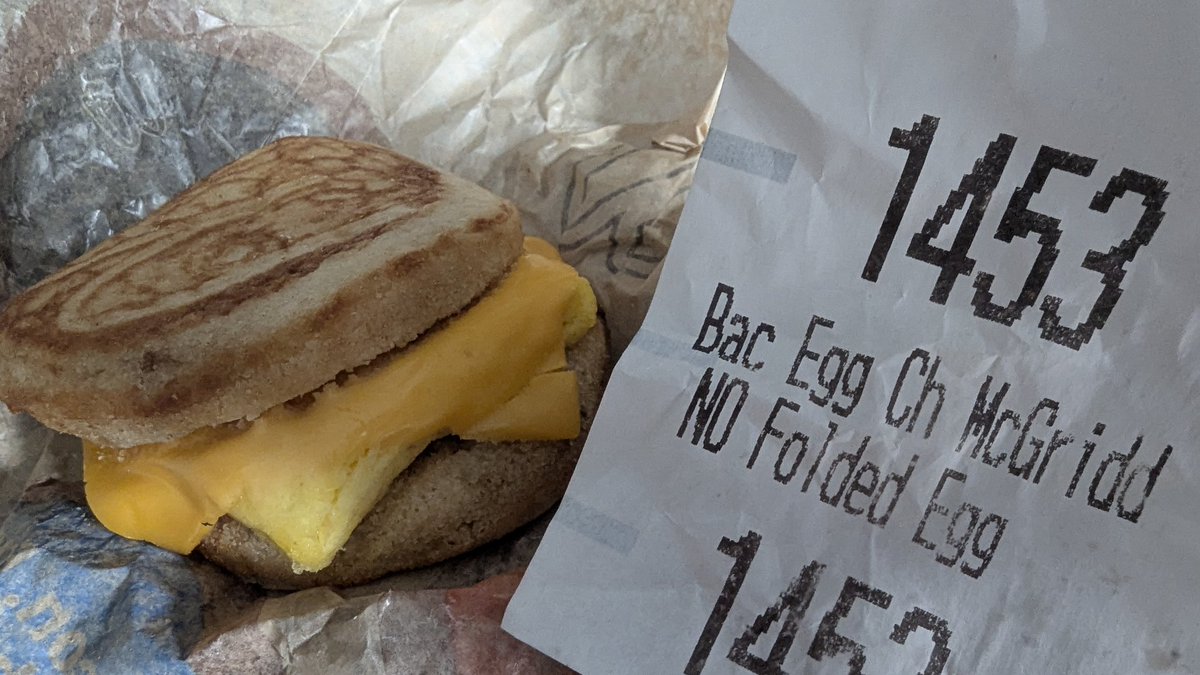 1453
Bac Egg Ch McGridd
NO Folded Egg
1453